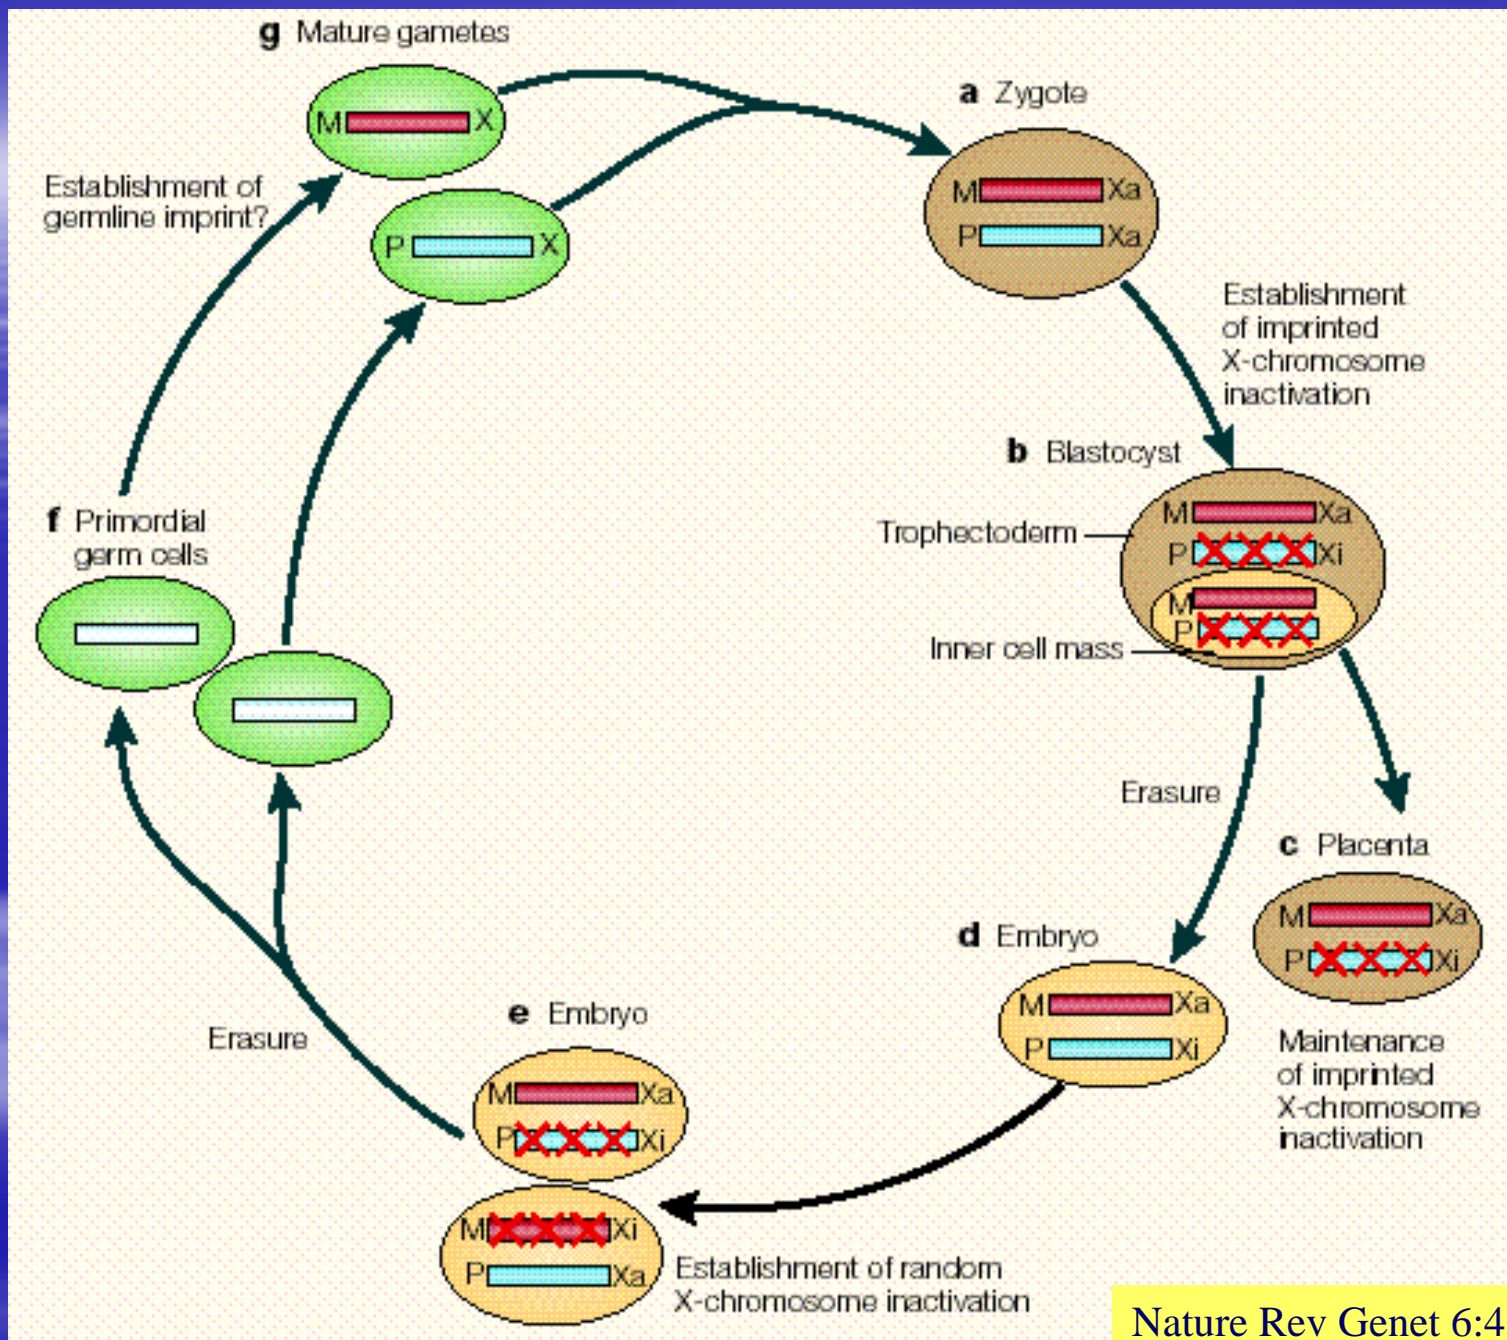 g Mature gametes
M X
P X
a Zygote
M Xa
P Xa
Establishment of
germline imprint?
Establishment
of imprinted
X-chromosome
inactivation
b Blastocyst
Trophectoderm
M Xa
P Xi
M
P
Inner cell mass
f Primordial
germ cells
Erasure
c Placenta
M Xa
P Xi
Maintenance
of imprinted
X-chromosome
inactivation
d Embryo
M Xa
P Xi
e Embryo
M Xa
P Xi
M Xi
P Xa
Establishment of random
X-chromosome inactivation
Erasure
Nature Rev Genet 6:4